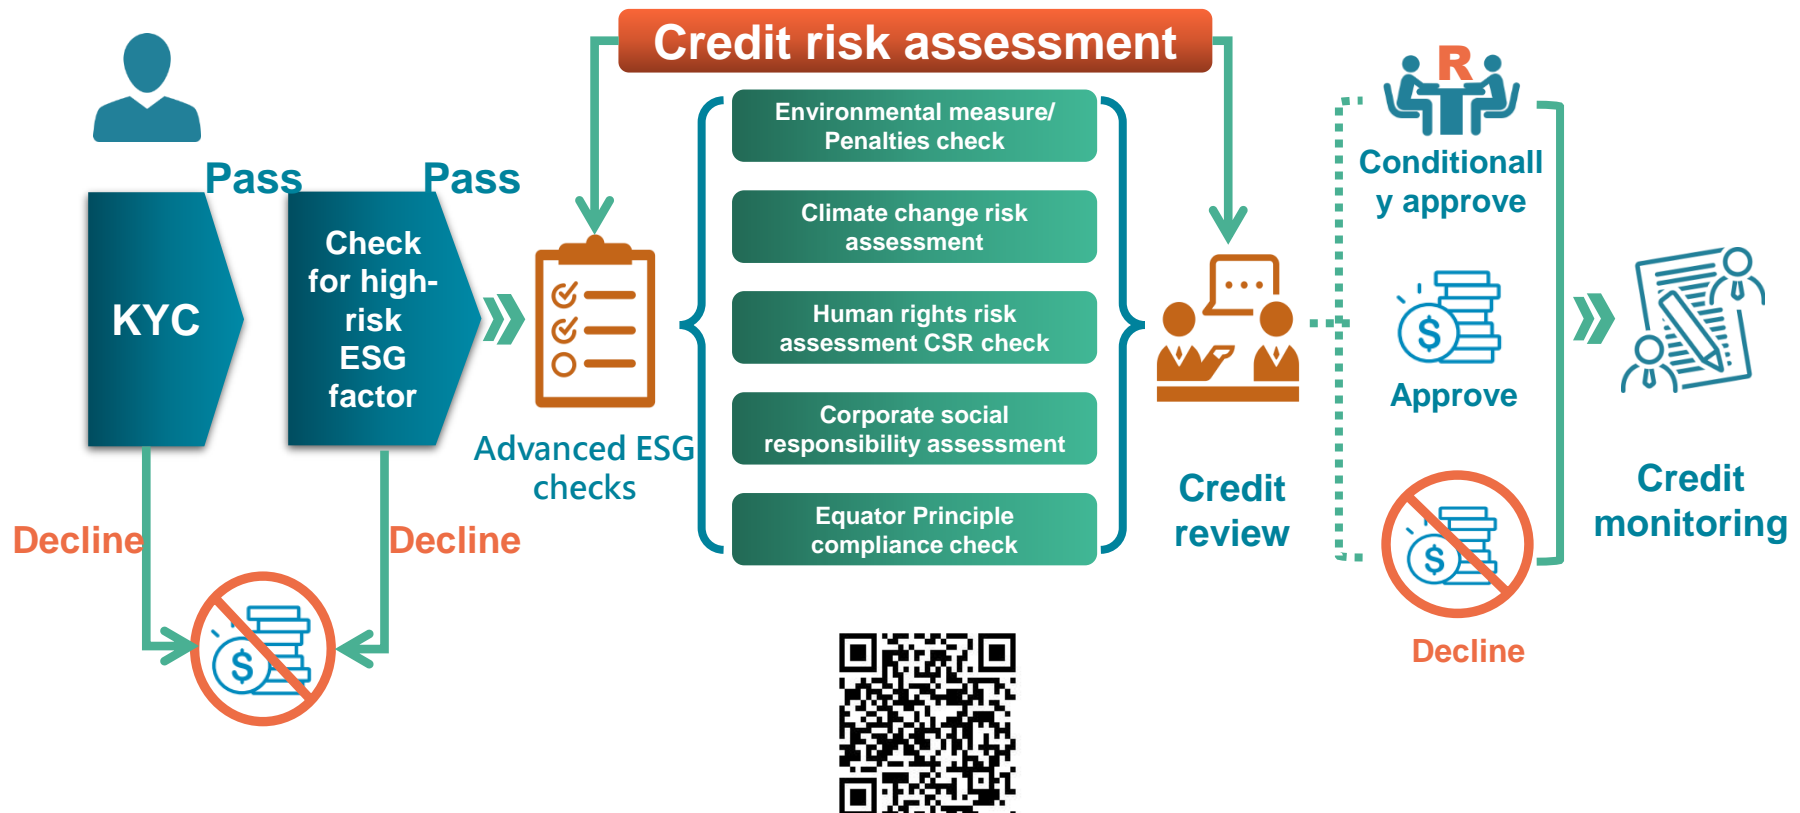 Credit risk assessment
Pass
Pass
KYC
Check
for high-
risk
ESG
factor
Decline
Decline
$
Advanced ESG
checks
Environmental measure/
Penalties check
Climate change risk
assessment
Human rights risk
assessment CSR check
Corporate social
responsibility assessment
Equator Principle
compliance check
Credit
review
R
Conditionall
y approve
$
Approve
$
Decline
Credit
monitoring